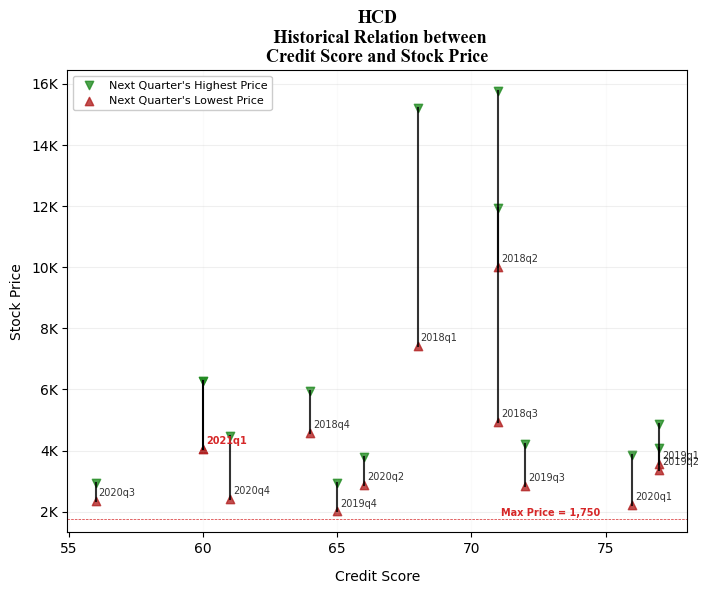 HCD
Historical Relation between
Credit Score and Stock Price
Next Quarter's Highest Price
Next Quarter's Lowest Price
16K
14K
12K
10K
8K
6K
4K
2K
Stock Price
2018q2
2018q1
2018q3
2018q4
2021q1
2019q1
2019q2
2020q2
2019q3
2020q3
2020q4
2020q1
2019q4
Max Price = 1,750
55
60
65
70
75
Credit Score